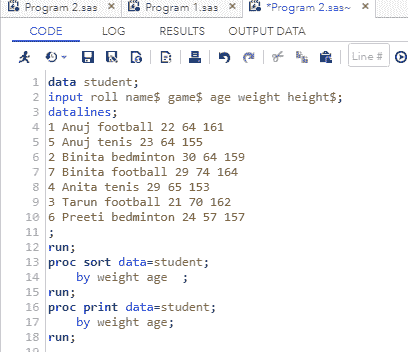 Program 2.sas × Program 1.sas × *Program 2.sas~ ×
CODE LOG RESULTS OUTPUT DATA
Line #
1 data student;
2 input roll name$ game$ age weight height$;
3 datalines;
4 1 Anuj football 22 64 161
5 5 Anuj tenis 23 64 155
6 2 Binita bedminton 30 64 159
7 7 Binita football 29 74 164
8 4 Anita tenis 29 65 153
9 3 Tarun football 21 70 162
10 6 Preeti bedminton 24 57 157
11 ;
12 run;
13 proc sort data=student;
14 by weight age ;
15 run;
16 proc print data=student;
17 by weight age;
18 run;
19